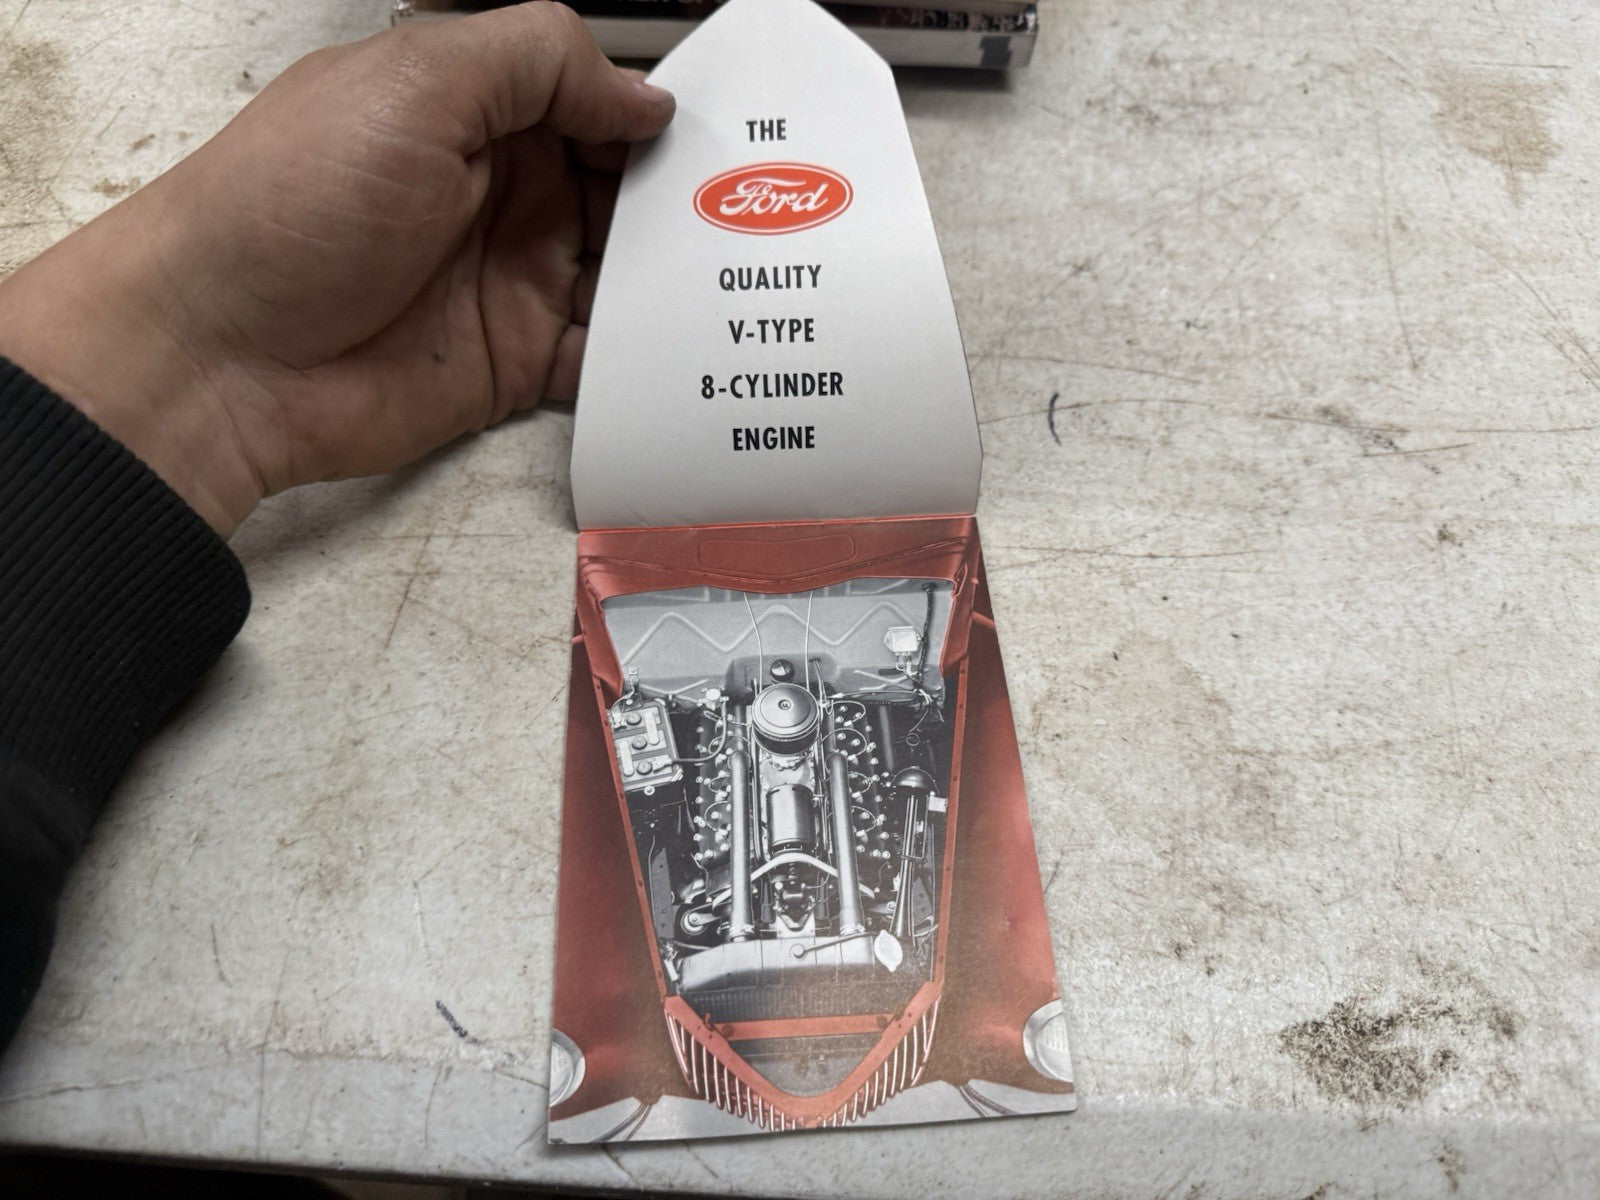 THE
Ford
QUALITY
V-TYPE
8-CYLINDER
ENGINE